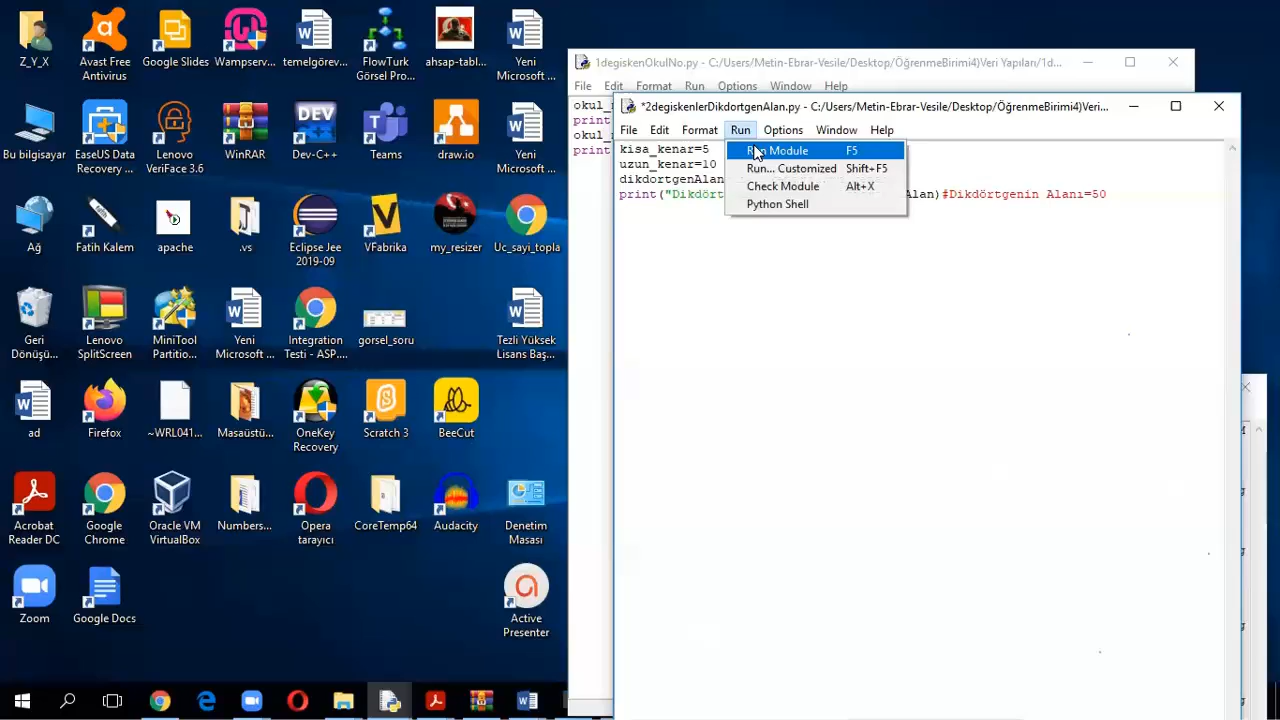 Z_Y_X
Avast Free
Antivirus
Google Slides
Wampserv...
temelgörev...
FlowTurk
Görsel Pro...
ahsap-tabl...
Yeni
Microsoft ...
Bu bilgisayar
EaseUS Data
Recovery ...
Lenovo
VeriFace 3.6
WinRAR
DEV
Dev-C++
Teams
draw.io
Yeni
Microsoft ...
Ağ
Fatih Kalem
apache
.vs
Eclipse Jee
2019-09
VFabrika
my_resizer
Uc_sayi_topla
Geri
Dönüşü...
Lenovo
SplitScreen
MiniTool
Partitio...
Yeni
Microsoft ...
Integration
Testi - ASP....
gorsel_soru
Tezli Yüksek
Lisans Baş...
ad
Firefox
~WRL041...
Masaüstü...
OneKey
Recovery
Scratch 3
BeeCut
Acrobat
Reader DC
Google
Chrome
Oracle VM
VirtualBox
Numbers...
Opera
tarayıcı
CoreTemp64
Audacity
Denetim
Masası
Zoom
Google Docs
Active
Presenter
1degiskenOkulNo.py - C:/Users/Metin-Ebrar-Vesile/Desktop/ÖğrenmeBirimi4)Veri Yapıları/1d...
File Edit Format Run Options Window Help
okul_
print
okul_
print
*2degiskenlerDikdortgenAlan.py - C:/Users/Metin-Ebrar-Vesile/Desktop/ÖğrenmeBirimi4)Veri...
File Edit Format Run Options Window Help
kisa_kenar=5
uzun_kenar=10
dikdortgenAlan
print("Dikdört Alan)#Dikdörtgenin Alanı=50
Run Module F5
Run... Customized Shift+F5
Check Module Alt+X
Python Shell